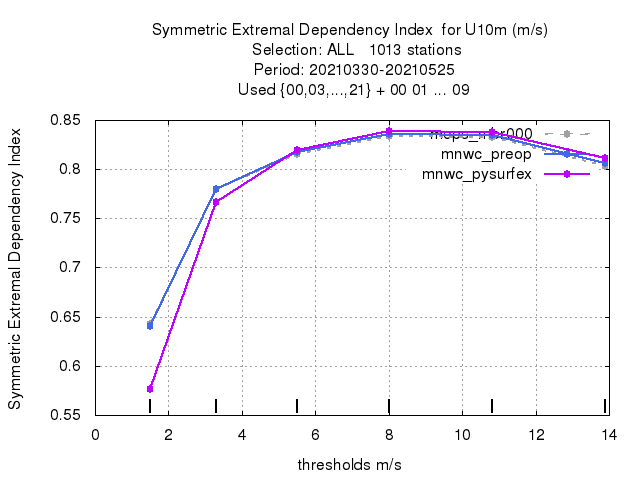 Symmetric Extremal Dependency Index  for U10m (m/s)
Selection: ALL   1013 stations
Period: 20210330-20210525
Used {00,03,...,21} + 00 01 ... 09
Symmetric Extremal Dependency Index
0.85
0.8
0.75
0.7
0.65
0.6
0.55
mnwc_preop
mnwc_pysurfex
0 2 4 6 8 10 12 14
thresholds m/s